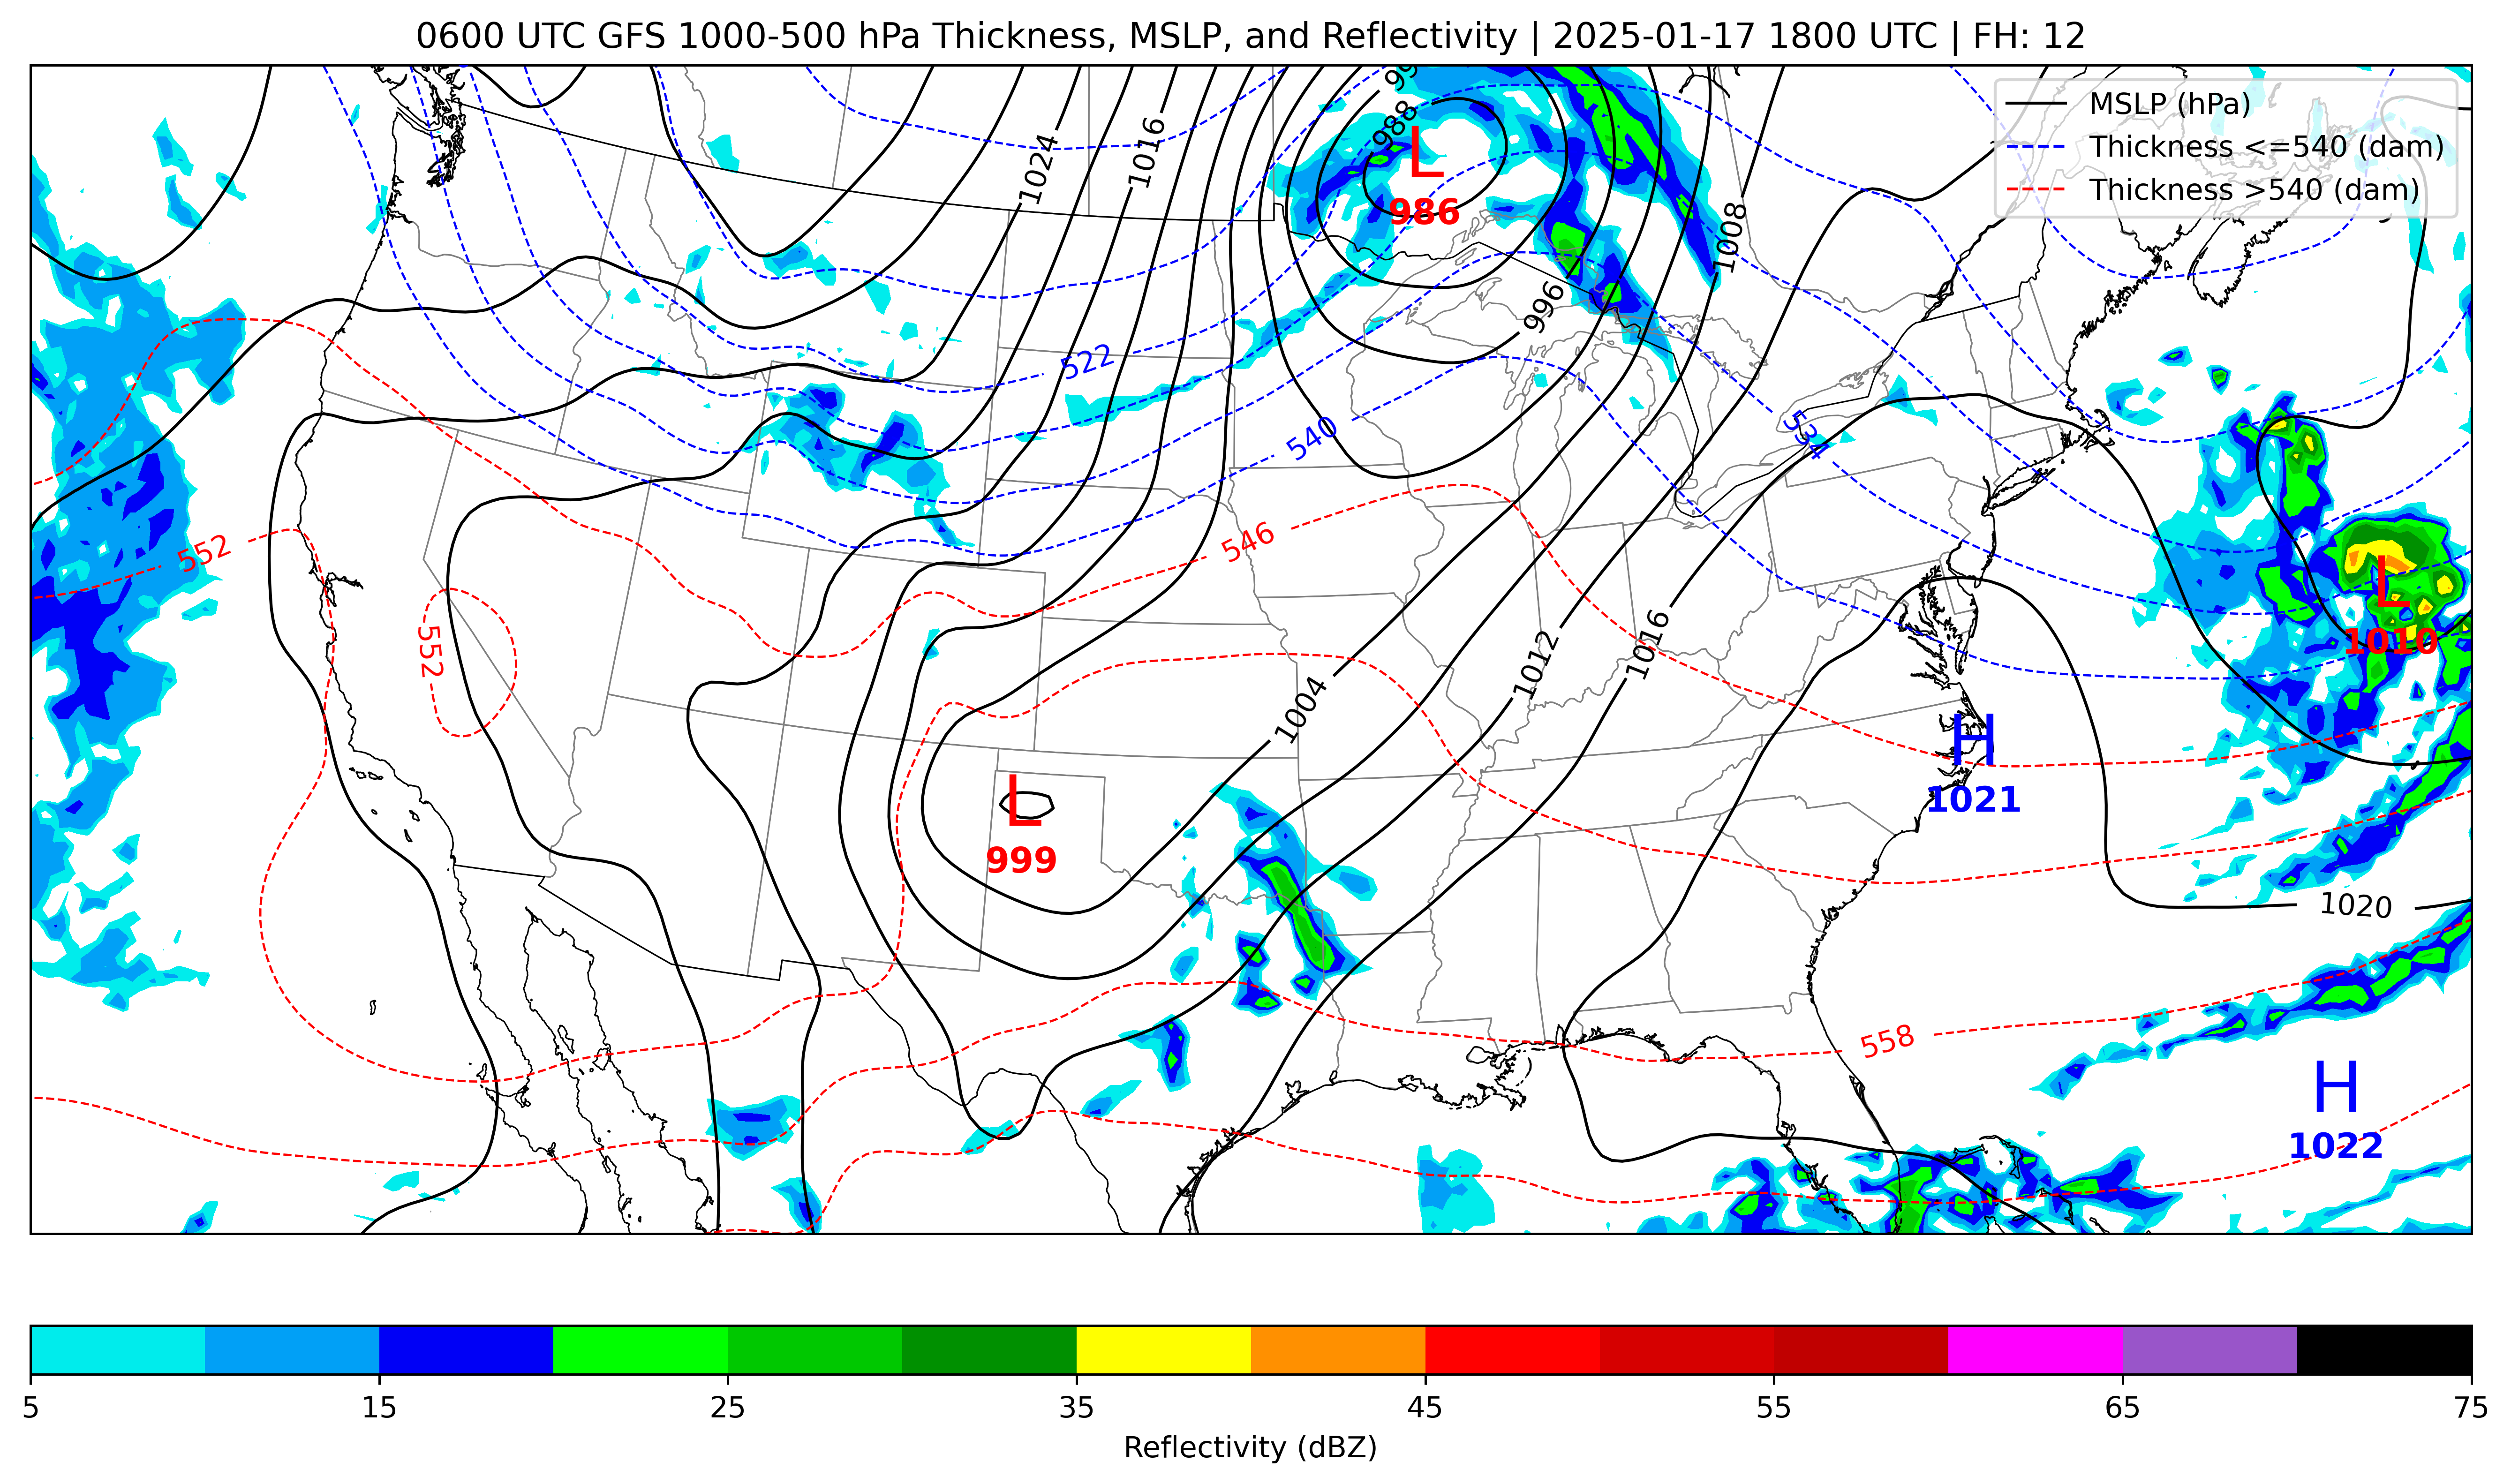 0600 UTC GFS 1000-500 hPa Thickness, MSLP, and Reflectivity | 2025-01-17 1800 UTC | FH: 12
MSLP (hPa)
Thickness <=540 (dam)
Thickness >540 (dam)
988
L
986
1024
1016
1008
996
522
540
534
546
552
552
L
1010
1016
1012
1004
H
1021
L
999
1020
558
H
1022
5 15 25 35 45 55 65 75
Reflectivity (dBZ)